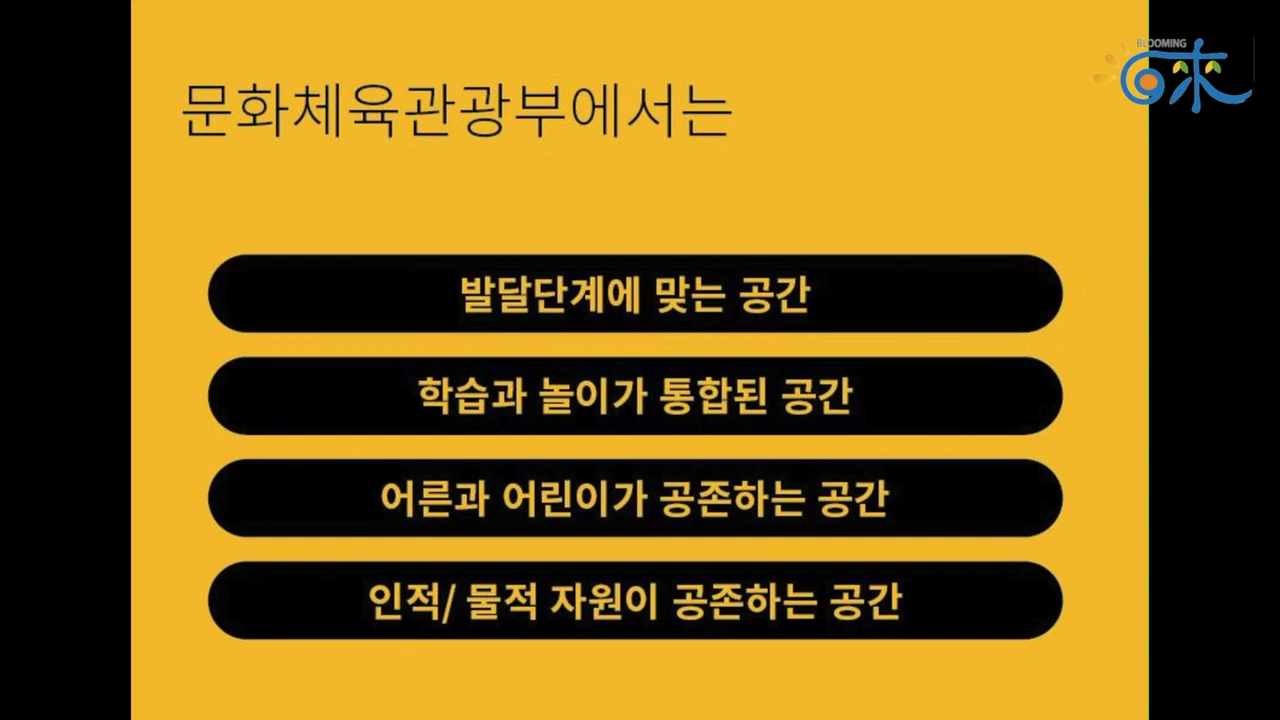 BLOOMING
문화체육관광부에서는
발달단계에 맞는 공간
학습과 놀이가 통합된 공간
어른과 어린이가 공존하는 공간
인적/ 물적 자원이 공존하는 공간